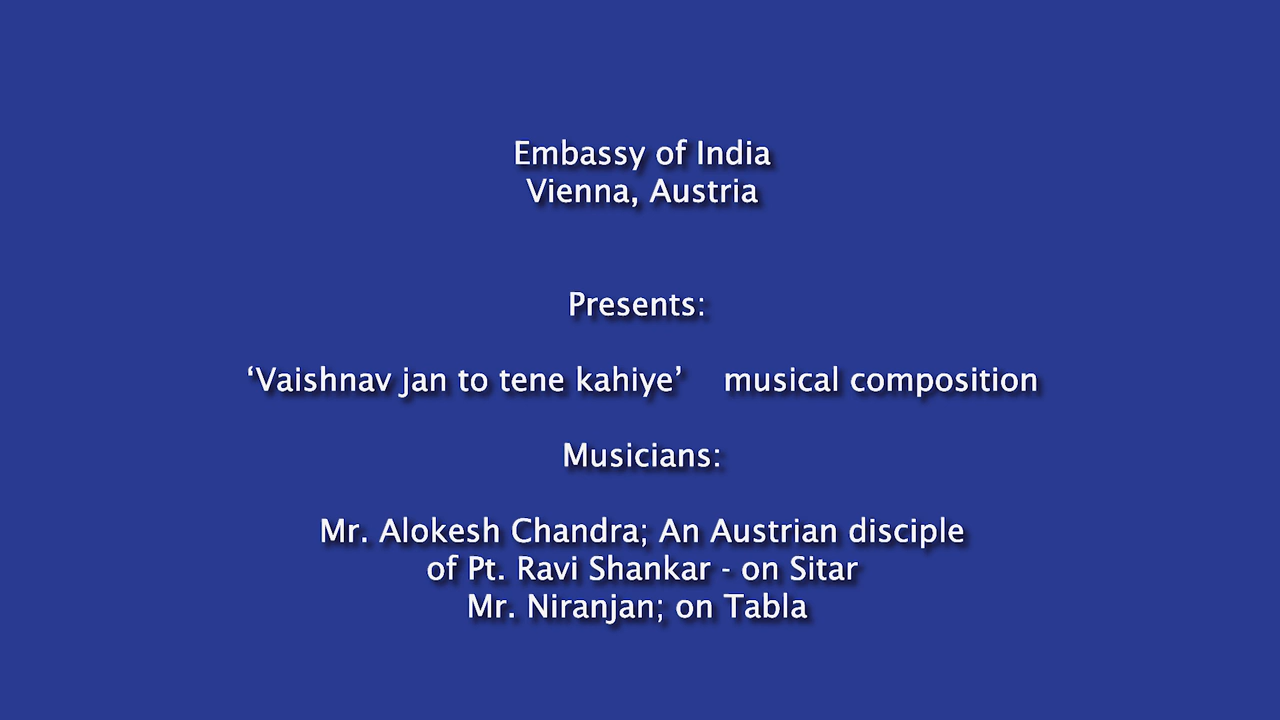 Embassy of India
Vienna, Austria
Presents:
‘Vaishnav jan to tene kahiye’ musical composition
Musicians:
Mr. Alokesh Chandra; An Austrian disciple
of Pt. Ravi Shankar - on Sitar
Mr. Niranjan; on Tabla